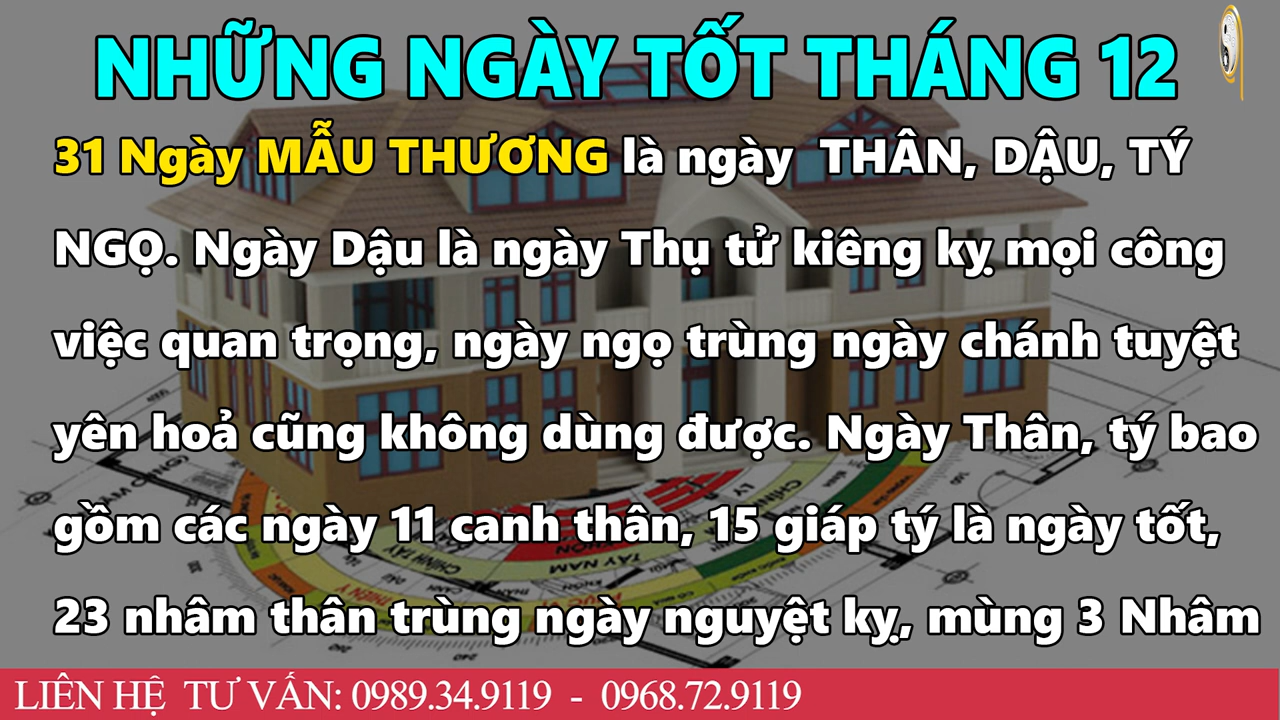 NHỮNG NGÀY TỐT THÁNG 12
31 Ngày MẪU THƯƠNG là ngày THÂN, DẬU, TÝ
NGỌ. Ngày Dậu là ngày Thụ tử kiêng kỵ mọi công
việc quan trọng, ngày ngọ trùng ngày chánh tuyệt
yên hoả cũng không dùng được. Ngày Thân, tý bao
gồm các ngày 11 canh thân, 15 giáp tý là ngày tốt,
23 nhâm thân trùng ngày nguyệt kỵ, mùng 3 Nhâm
CHÍNH TÂY
TÂY NAM
LIÊN HỆ TƯ VẤN: 0989.34.9119 - 0968.72.9119